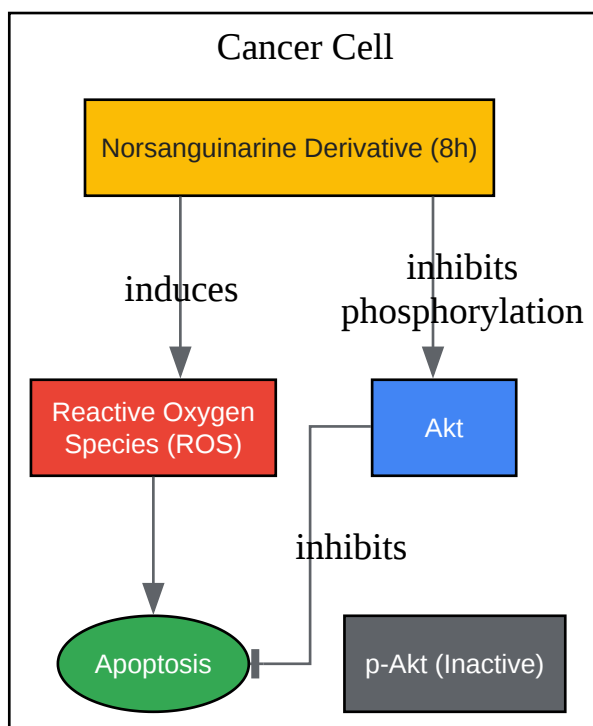 Cancer Cell
Norsanguinarine Derivative (8h)
induces
inhibits
phosphorylation
Reactive Oxygen
Species (ROS)
Akt
inhibits
Apoptosis
p-Akt (Inactive)